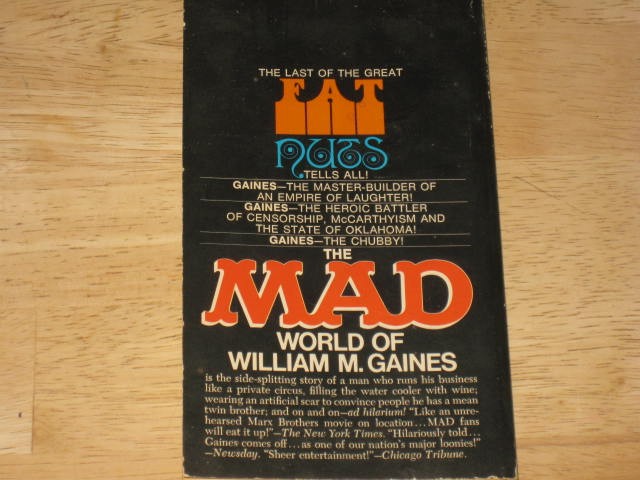 THE LAST OF THE GREAT
FAT
NUTS
TELLS ALL!
GAINES—THE MASTER-BUILDER OF
AN EMPIRE OF LAUGHTER!
GAINES—THE HEROIC BATTLER
OF CENSORSHIP, McCARTHYISM AND
THE STATE OF OKLAHOMA!
GAINES—THE CHUBBY!
THE
MAD
WORLD OF
WILLIAM M. GAINES
is the side-splitting story of a man who runs his business
like a private circus, filling the water cooler with wine;
wearing an artificial scar to convince people he has a mean
twin brother; and on and on—ad hilarium! "Like an unre-
hearsed Marx Brothers movie on location...MAD fans
will eat it up!"—The New York Times. "Hilariously told...
Gaines comes off...as one of our nation's major loonies!"
—Newsday. "Sheer entertainment!"—Chicago Tribune.